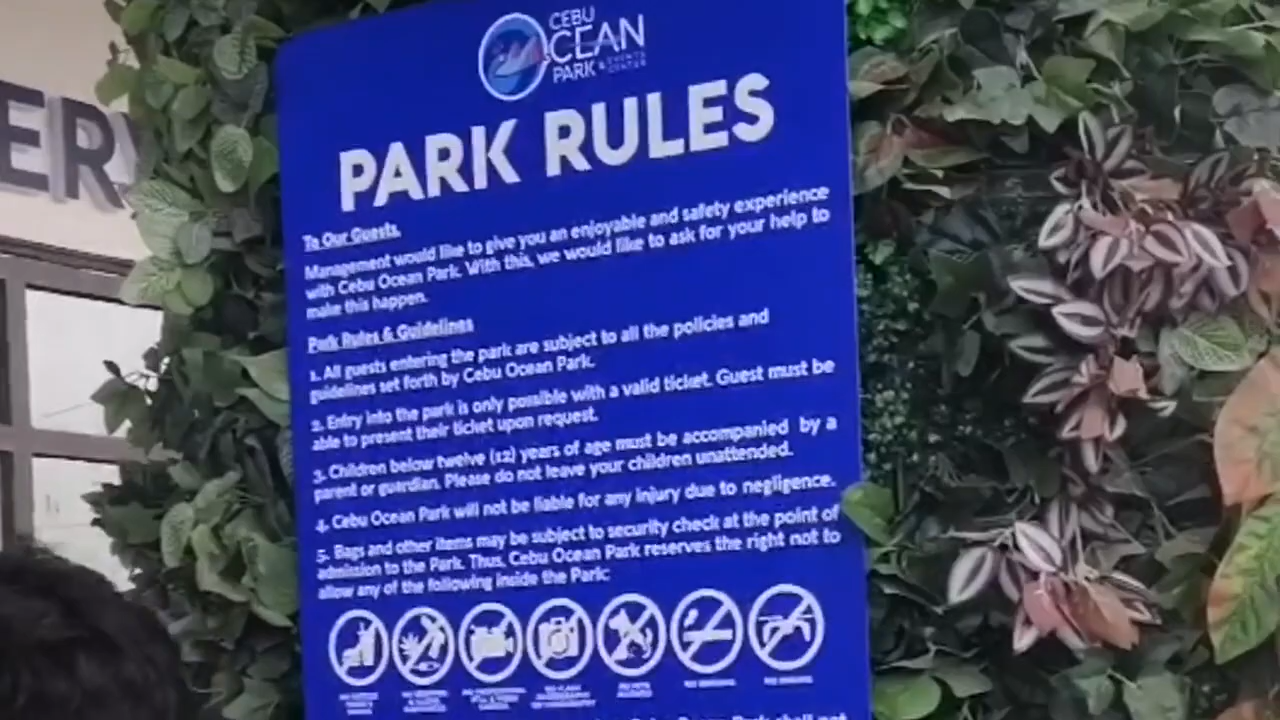 ERY
CEBU
OCEAN
PARK & EVENTS
CENTER
PARK RULES
To Our Guests,
Management would like to give you an enjoyable and safety experience
with Cebu Ocean Park. With this, we would like to ask for your help to
make this happen.
Park Rules & Guidelines
1. All guests entering the park are subject to all the policies and
guidelines set forth by Cebu Ocean Park.
2. Entry into the park is only possible with a valid ticket. Guest must be
able to present their ticket upon request.
3. Children below twelve (12) years of age must be accompanied by a
parent or guardian. Please do not leave your children unattended.
4. Cebu Ocean Park will not be liable for any injury due to negligence.
5. Bags and other items may be subject to security check at the point of
admission to the Park. Thus, Cebu Ocean Park reserves the right not to
allow any of the following inside the Park:
Cebu Ocean Park shall not